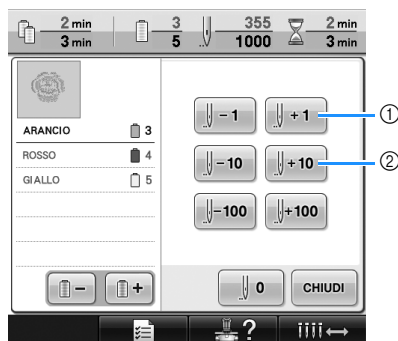 2 min
3 min
3
5
355
1000
2 min
3 min
ARANCIO 3
ROSSO 4
GIALLO 5
-1 +1 ①
-10 +10 ②
-100 +100
- + 0 CHIUDI
?